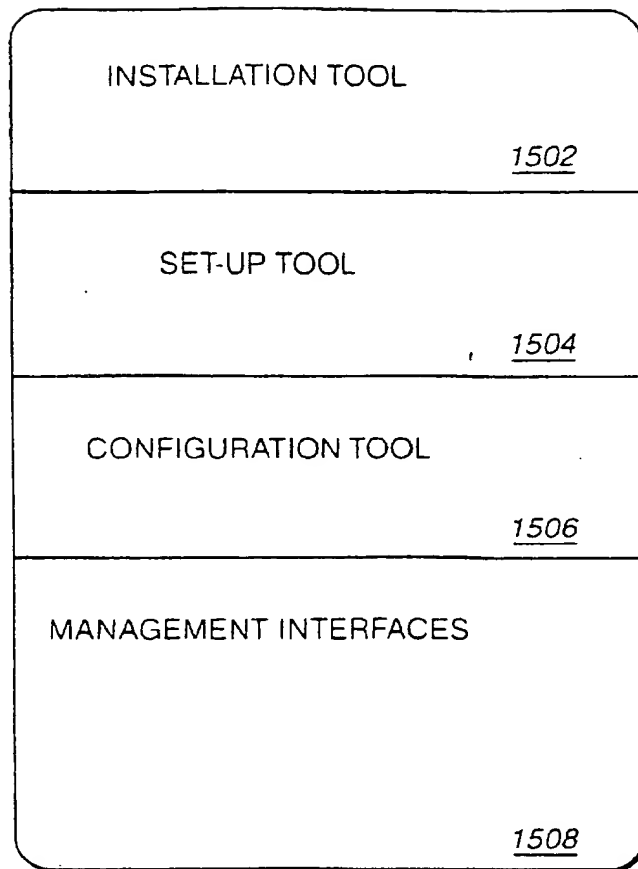 INSTALLATION TOOL
1502
SET-UP TOOL
1504
CONFIGURATION TOOL
1506
MANAGEMENT INTERFACES
1508